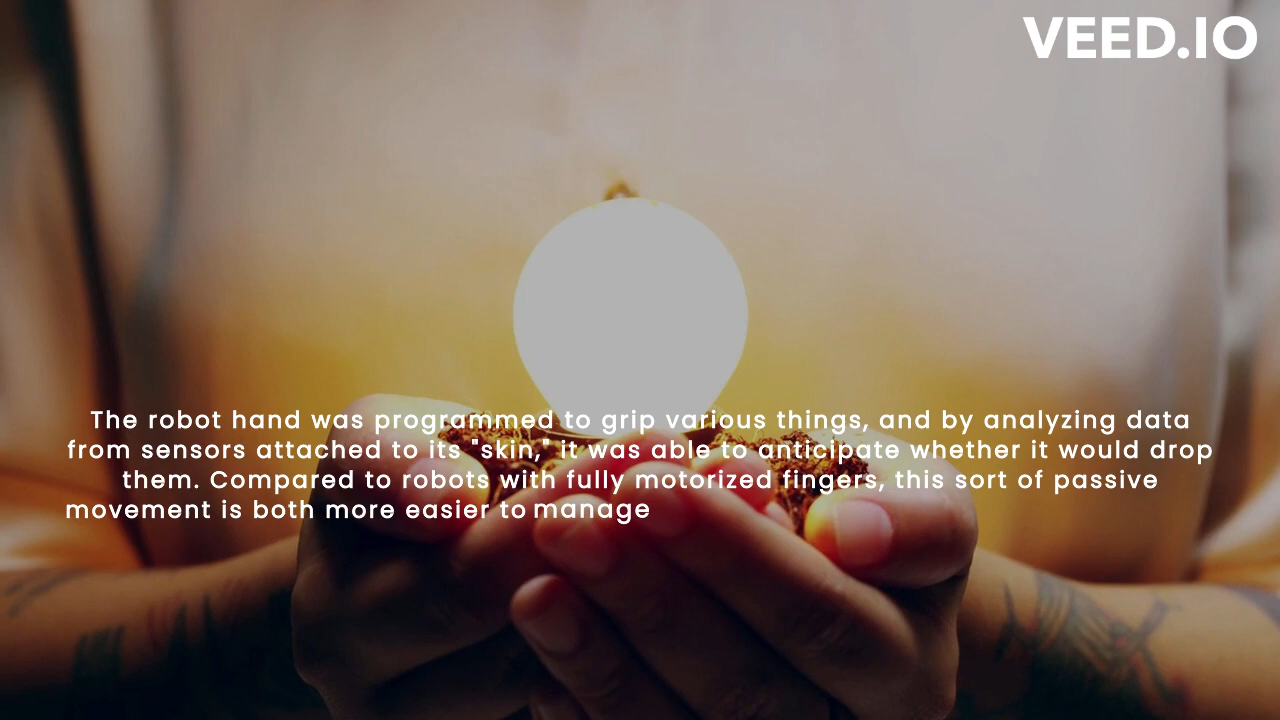 VEED.IO
The robot hand was programmed to grip various things, and by analyzing data
from sensors attached to its "skin," it was able to anticipate whether it would drop
them. Compared to robots with fully motorized fingers, this sort of passive
movement is both more easier to manage